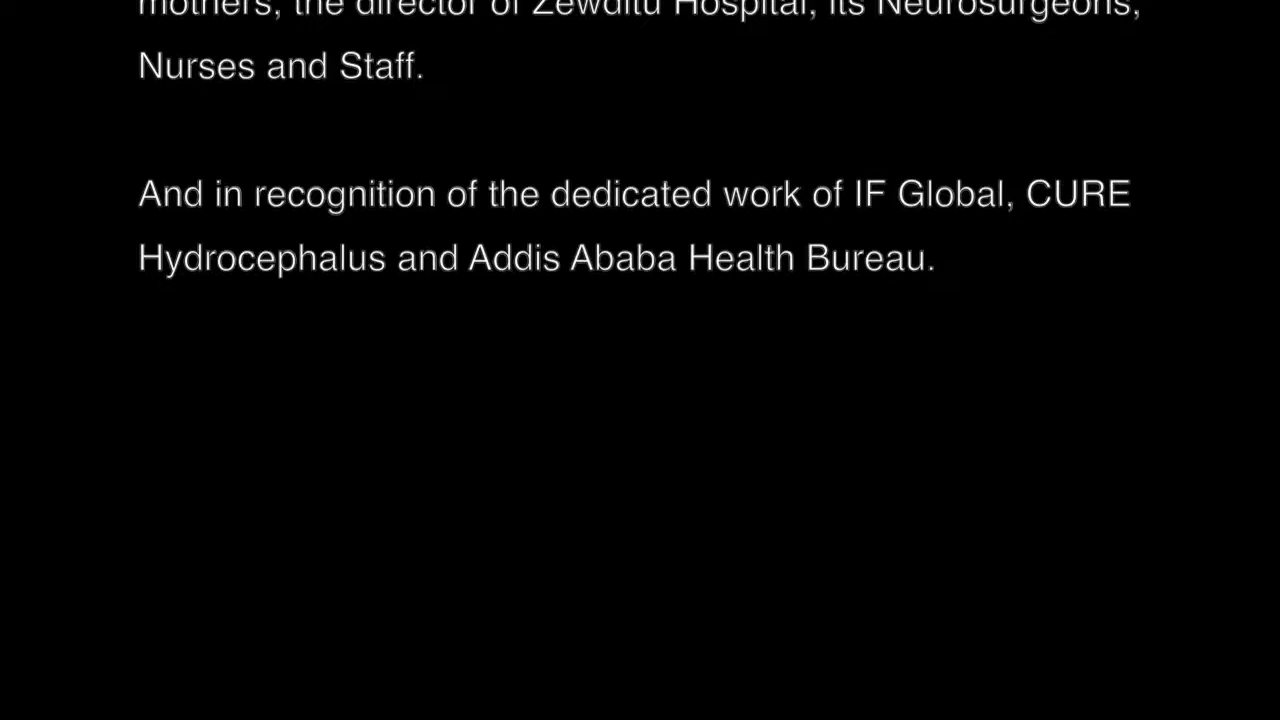 mothers, the director of Zewditu Hospital, its Neurosurgeons,
Nurses and Staff.
And in recognition of the dedicated work of IF Global, CURE
Hydrocephalus and Addis Ababa Health Bureau.